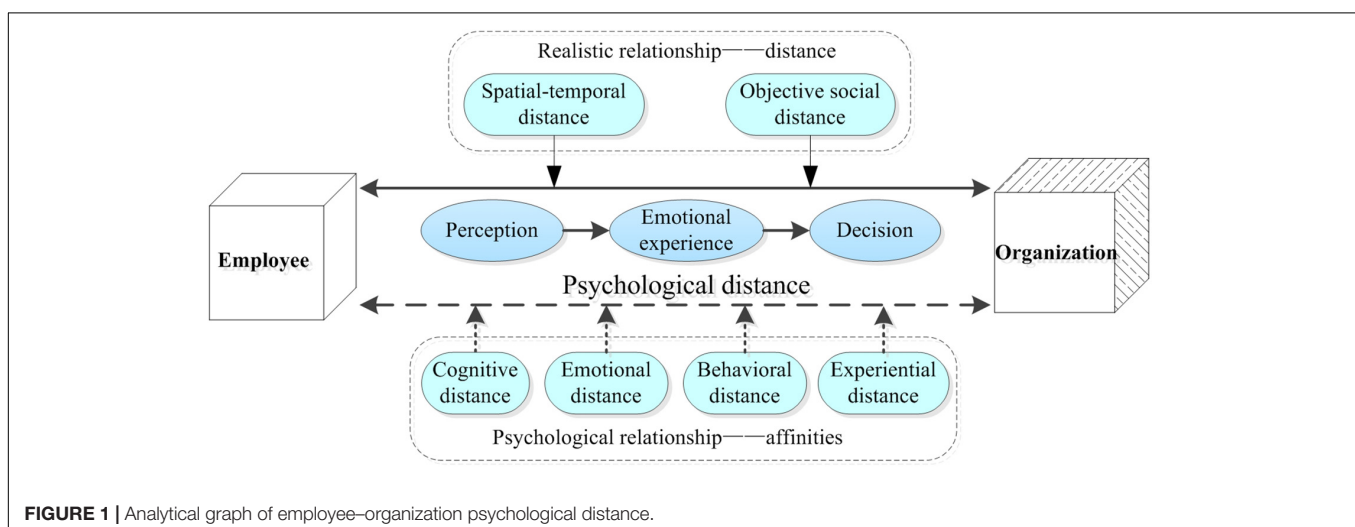 Realistic relationship——distance
Spatial-temporal
distance
Objective social
distance
Employee
Perception
Emotional
experience
Decision
Organization
Psychological distance
Cognitive
distance
Emotional
distance
Behavioral
distance
Experiential
distance
Psychological relationship——affinities
FIGURE 1 | Analytical graph of employee–organization psychological distance.